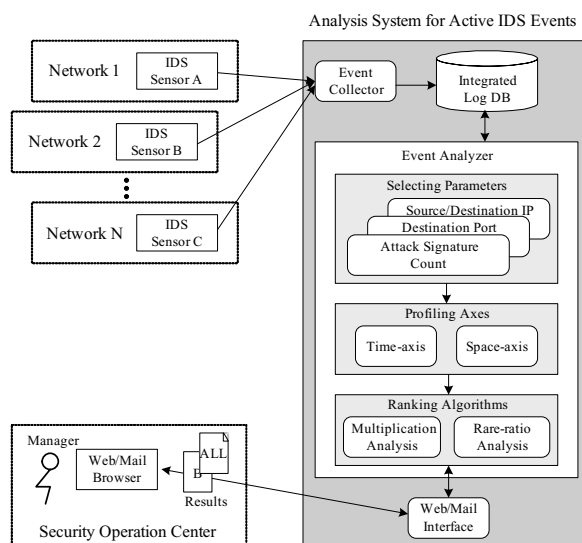 Analysis System for Active IDS Events
Network 1
IDS
Sensor A
Network 2
IDS
Sensor B
Network N
IDS
Sensor C
Event
Collector
Integrated
Log DB
Event Analyzer
Selecting Parameters
Source/Destination IP
Destination Port
Attack Signature
Count
Profiling Axes
Time-axis
Space-axis
Ranking Algorithms
Multiplication
Analysis
Rare-ratio
Analysis
Web/Mail
Interface
Manager
Web/Mail
Browser
ALL
B
Results
Security Operation Center